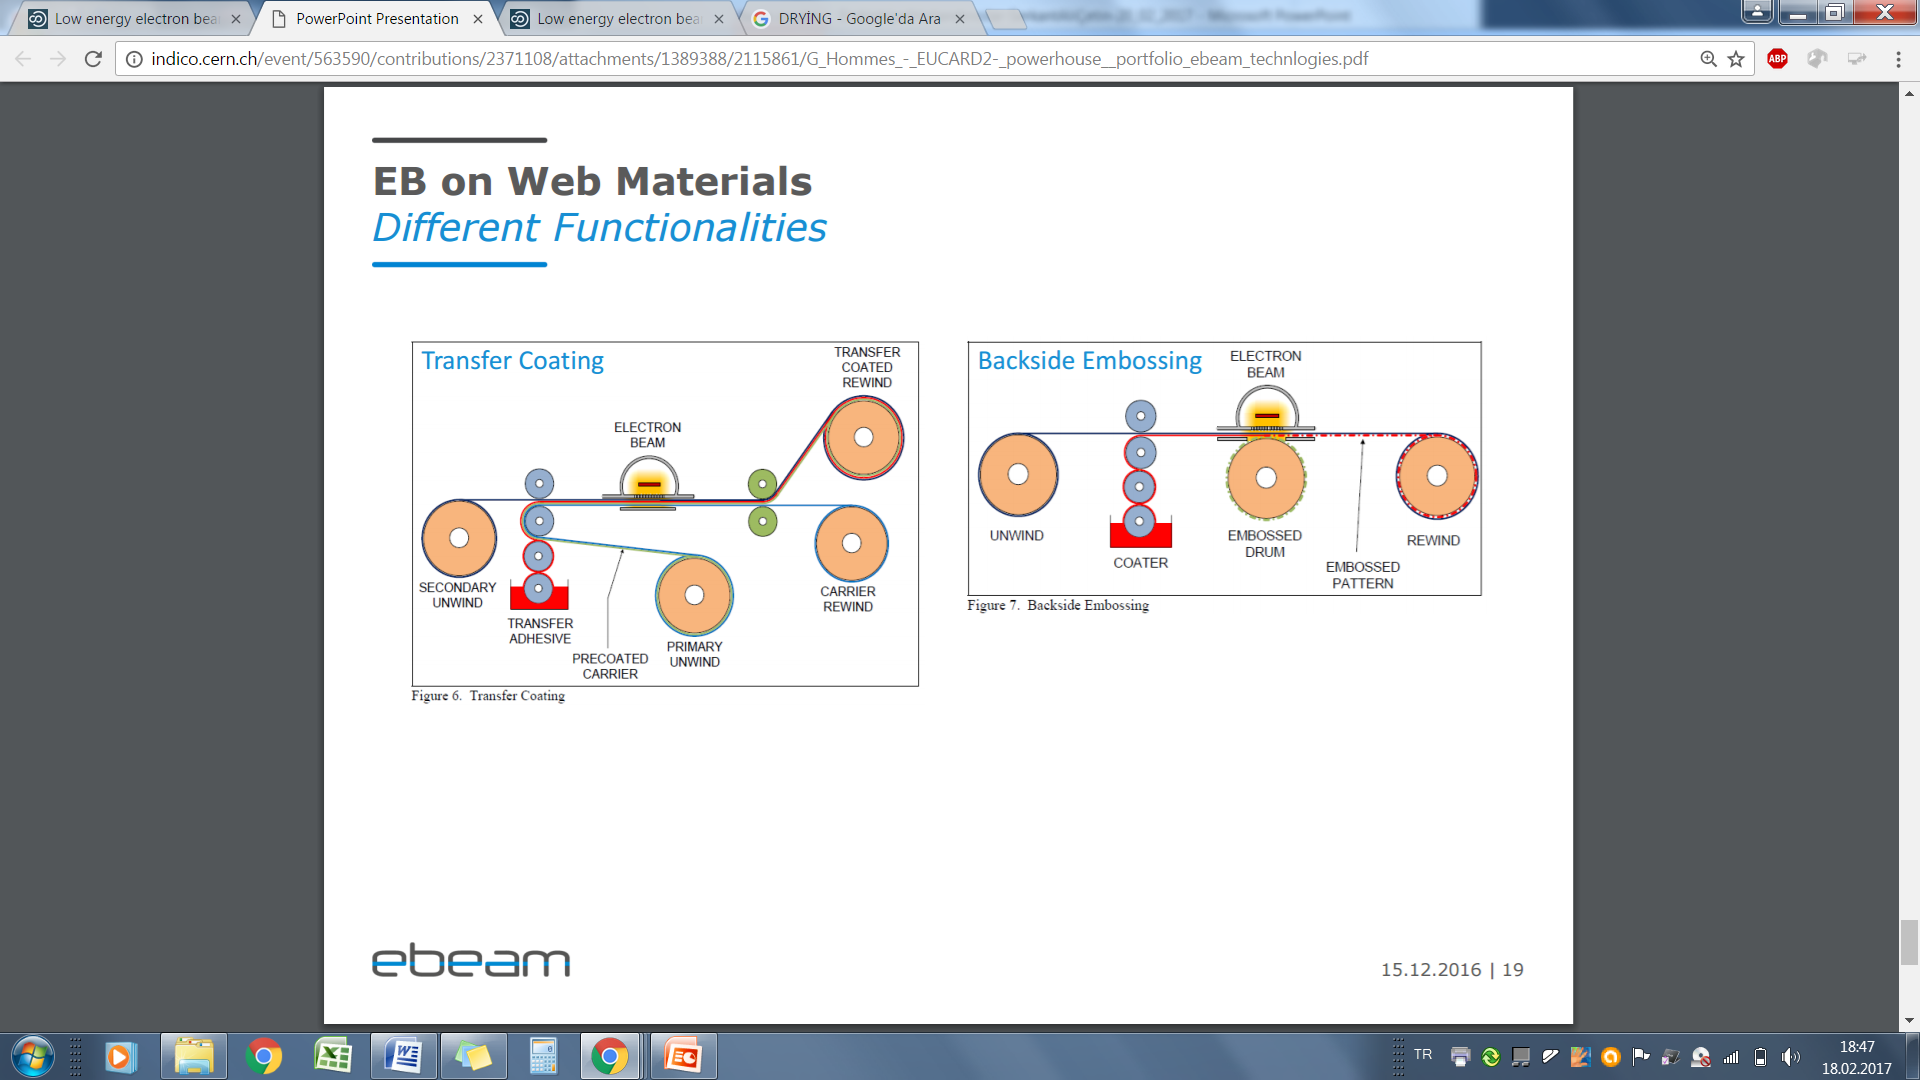 Low energy electron bea
PowerPoint Presentation
Low energy electron bea
DRYİNG - Google'da Ara
indico.cern.ch/event/563590/contributions/2371108/attachments/1389388/2115861/G_Hommes_-_EUCARD2-_powerhouse__portfolio_ebeam_technlogies.pdf
ABP
EB on Web Materials
Different Functionalities
Transfer Coating
TRANSFER
COATED
REWIND
ELECTRON
BEAM
SECONDARY
UNWIND
TRANSFER
ADHESIVE
PRECOATED
CARRIER
PRIMARY
UNWIND
CARRIER
REWIND
Figure 6. Transfer Coating
Backside Embossing
ELECTRON
BEAM
UNWIND
COATER
EMBOSSED
DRUM
EMBOSSED
PATTERN
REWIND
Figure 7. Backside Embossing
ebeam
15.12.2016 | 19
TR
18:47
18.02.2017